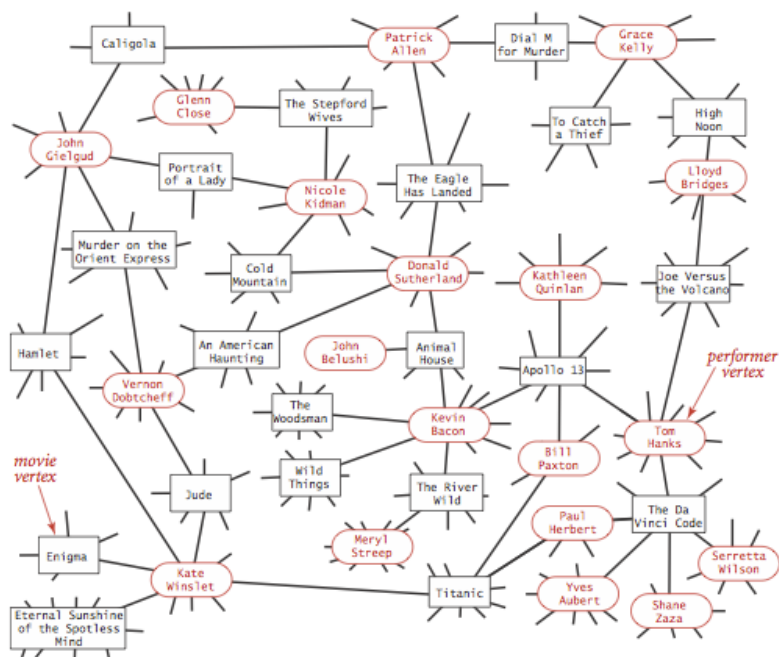 Caligola
Patrick
Allen
Dial M
for Murder
Grace
Kelly
Glenn
Close
The Stepford
Wives
To Catch
a Thief
High
Noon
John
Gielgud
Portrait
of a Lady
Nicole
Kidman
The Eagle
Has Landed
Lloyd
Bridges
Murder on the
Orient Express
Cold
Mountain
Donald
Sutherland
Kathleen
Quinlan
Joe Versus
the Volcano
Hamlet
An American
Haunting
John
Belushi
Animal
House
Apollo 13
performer
vertex
Vernon
Dobtcheff
The
Woodsman
Kevin
Bacon
Tom
Hanks
movie
vertex
Jude
Wild
Things
The River
Wild
Bill
Paxton
Paul
Herbert
The Da
Vinci Code
Enigma
Meryl
Streep
Serretta
Wilson
Kate
Winslet
Titanic
Yves
Aubert
Shane
Zaza
Eternal Sunshine
of the Spotless
Mind